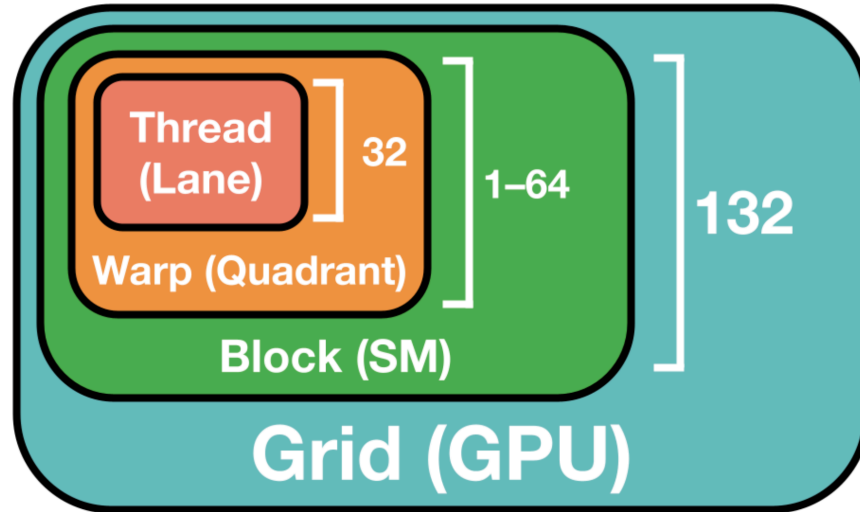 Thread
(Lane)
32
Warp (Quadrant)
1–64
Block (SM)
132
Grid (GPU)